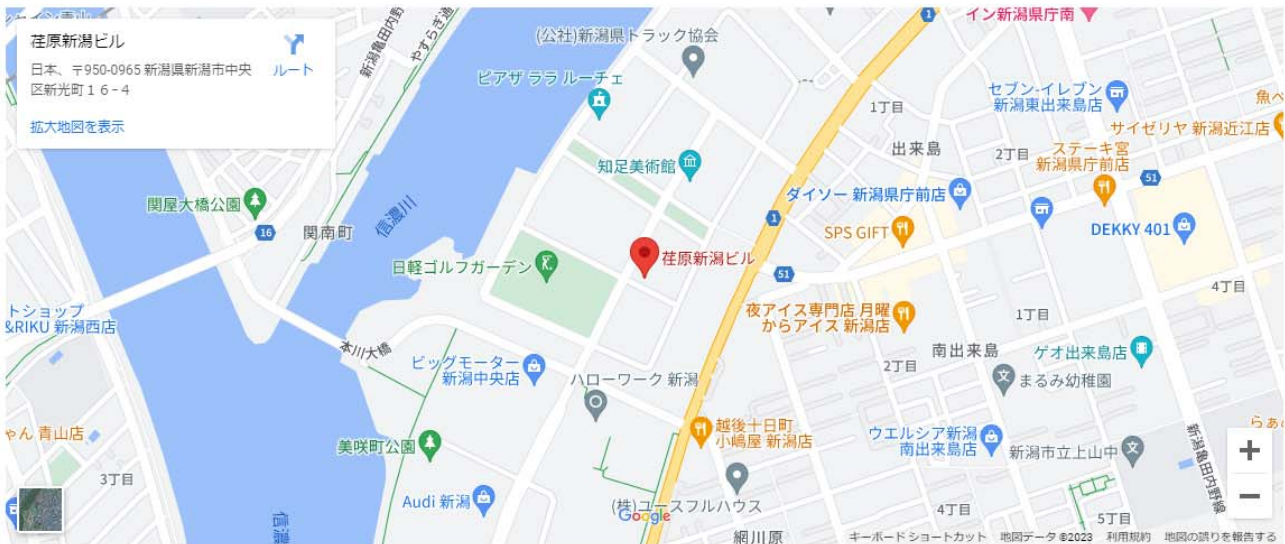 荏原新潟ビル
日本、〒950-0965 新潟県新潟市中央
区新光町１６−４
ルート
拡大地図を表示
新潟亀田内野
やすらぎ通
(公社)新潟県トラック協会
イン新潟県庁南
1
ピアザ ララ ルーチェ
セブン-イレブン
新潟東出来島店
魚べ
1丁目
サイゼリヤ 新潟近江店
出来島
2丁目
ステーキ宮
新潟県庁前店
知足美術館
51
ダイソー 新潟県庁前店
関屋大橋公園
信濃川
16
関南町
1
SPS GIFT
DEKKY 401
荏原新潟ビル
日軽ゴルフガーデン
51
4丁目
トショップ
&RIKU 新潟西店
夜アイス専門店 月曜
からアイス 新潟店
1丁目
本川大橋
南出来島
ゲオ出来島店
ビッグモーター
新潟中央店
2丁目
ハローワーク 新潟
まるみ幼稚園
ゃん 青山店
越後十日町
小嶋屋 新潟店
美咲町公園
ウエルシア新潟
南出来島店
新潟市立上山中
新潟亀田内野線
3丁目
Audi 新潟
(株)ユースフルハウス
Google
4丁目
5丁目
信濃
網川原
キーボード ショートカット
地図データ ©2023
利用規約
地図の誤りを報告する